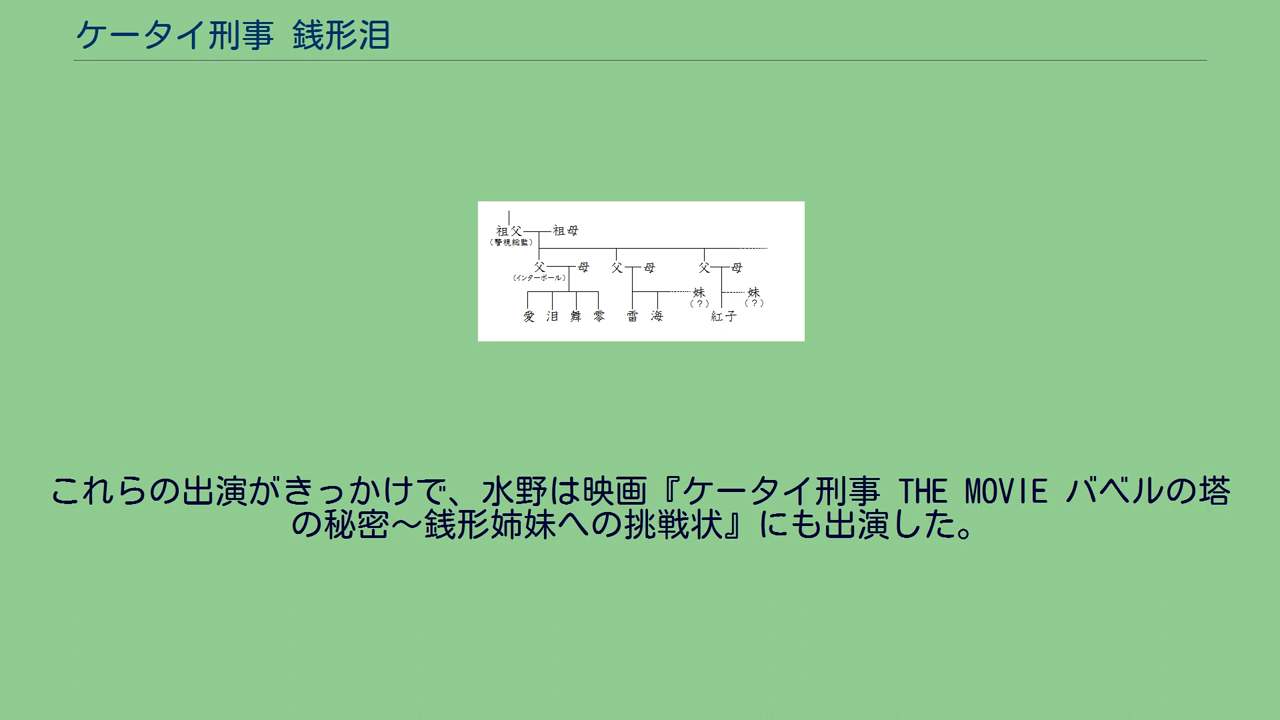 ケータイ刑事 銭形泪
祖父 祖母
(警視総監)
父 母 父 母 父 母
(インターポール)
妹 妹
(?) (?)
愛 泪 舞 零 雷 海 紅子
これらの出演がきっかけで、水野は映画『ケータイ刑事 THE MOVIE バベルの塔
の秘密〜銭形姉妹への挑戦状』にも出演した。